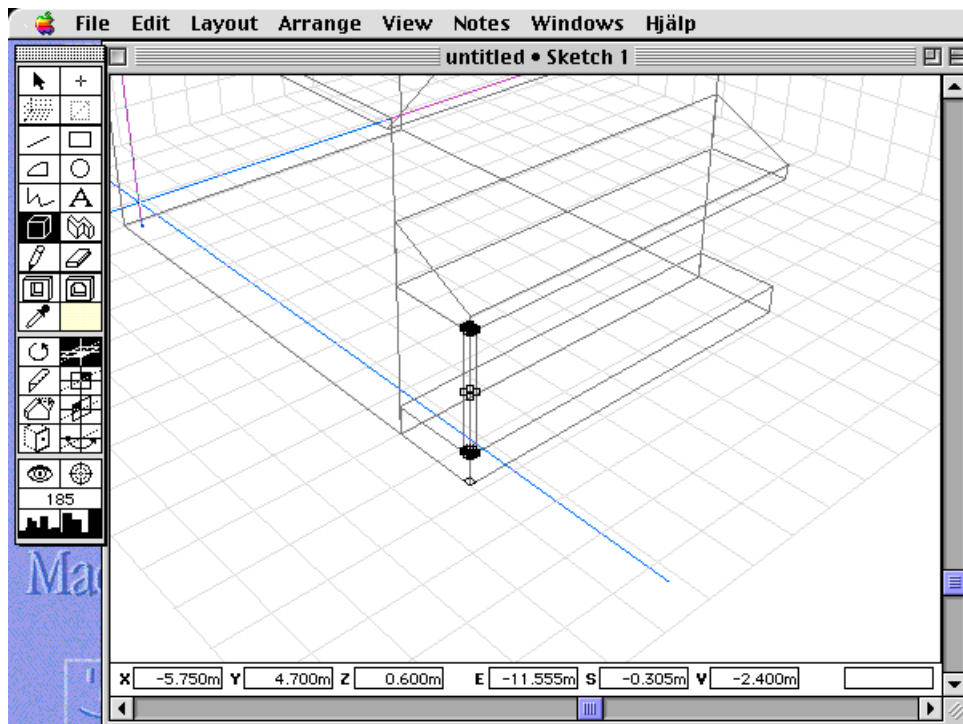 File Edit Layout Arrange View Notes Windows Hjälp
untitled • Sketch 1
A
185
Mac
X -5.750m Y 4.700m Z 0.600m E -11.555m S -0.305m V -2.400m